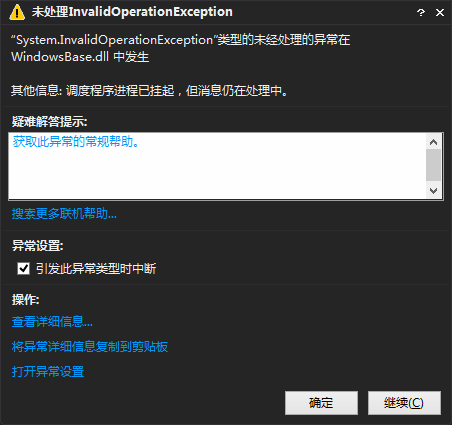 未处理InvalidOperationException
“System.InvalidOperationException”类型的未经处理的异常在
WindowsBase.dll 中发生
其他信息: 调度程序进程已挂起，但消息仍在处理中。
疑难解答提示:
获取此异常的常规帮助。
搜索更多联机帮助...
异常设置:
引发此异常类型时中断
操作:
查看详细信息...
将异常详细信息复制到剪贴板
打开异常设置
确定
继续(C)